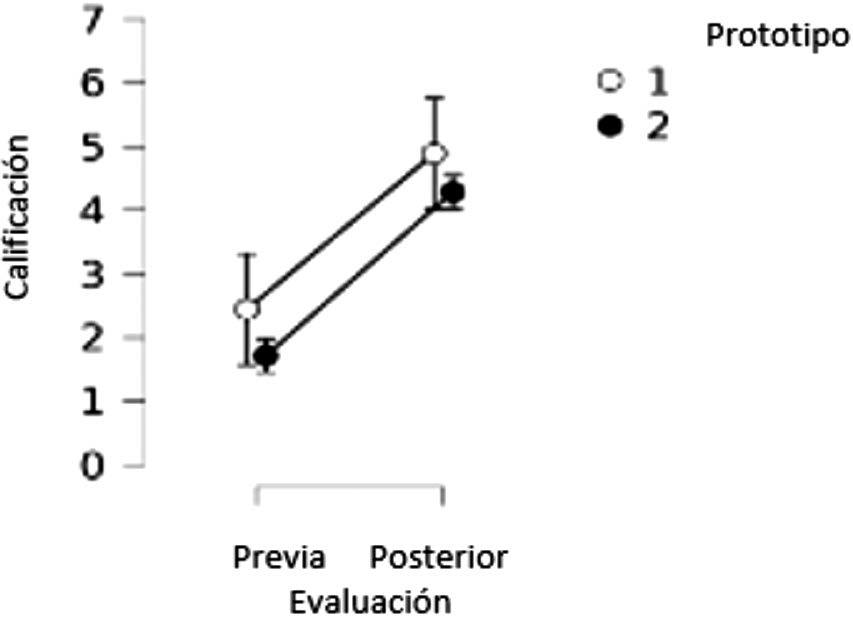 7
6
5
4
3
2
1
0
Calificación
Previa Posterior
Evaluación
Prototipo
1
2